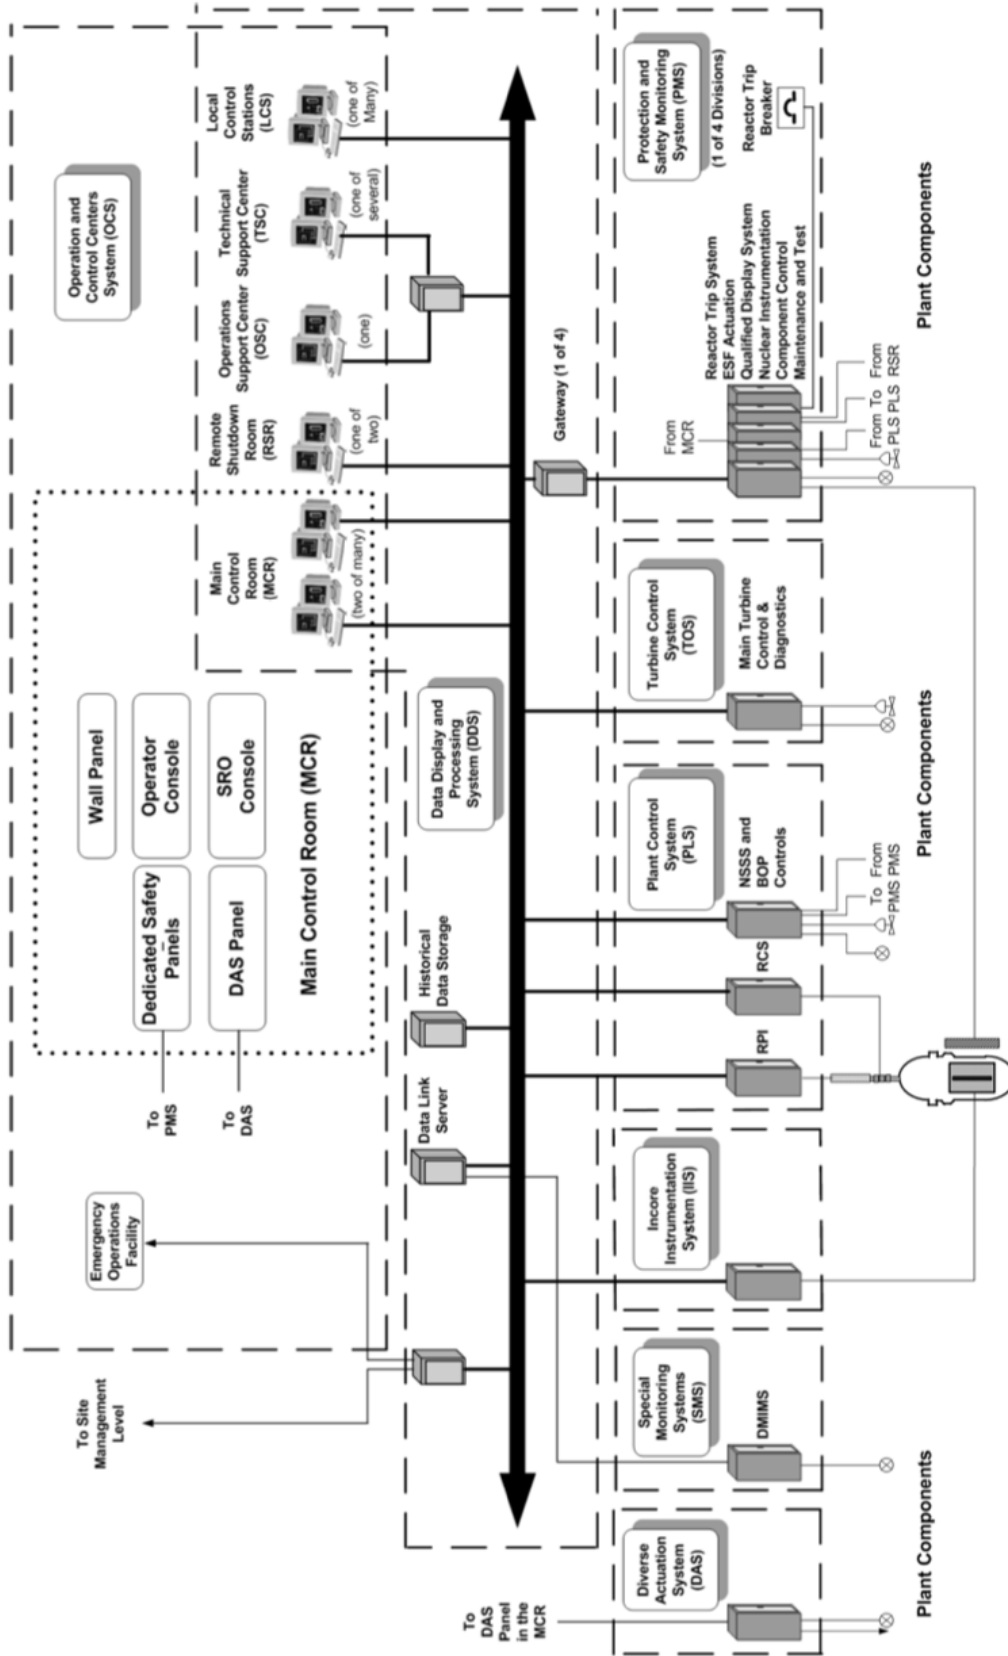 Operation and
Control Centers
System (OCS)
Wall Panel
Operator
Console
SRO
Console
Dedicated Safety
Panels
DAS Panel
Main Control Room (MCR)
To
PMS
To
DAS
Emergency
Operations
Facility
To Site
Management
Level
Main
Control
Room
(MCR)
(two of many)
Remote
Shutdown
Room
(RSR)
(one of
two)
Operations
Support Center
(OSC)
(one)
Technical
Support Center
(TSC)
(one of
several)
Local
Control
Stations
(LCS)
(one of
Many)
Data Link
Server
Historical
Data Storage
Data Display and
Processing
System (DDS)
Gateway (1 of 4)
To
DAS
Panel
in the
MCR
Diverse
Actuation
System
(DAS)
Special
Monitoring
Systems
(SMS)
DMIMS
Incore
Instrumentation
System (IIS)
Plant Control
System
(PLS)
RPI
RCS
NSSS and
BOP
Controls
To
PMS
From
PMS
Turbine Control
System
(TOS)
Main Turbine
Control &
Diagnostics
Protection and
Safety Monitoring
System (PMS)
(1 of 4 Divisions)
Reactor Trip
Breaker
From
MCR
Reactor Trip System
ESF Actuation
Qualified Display System
Nuclear Instrumentation
Component Control
Maintenance and Test
From
PLS
To
PLS
From
RSR
Plant Components
Plant Components
Plant Components